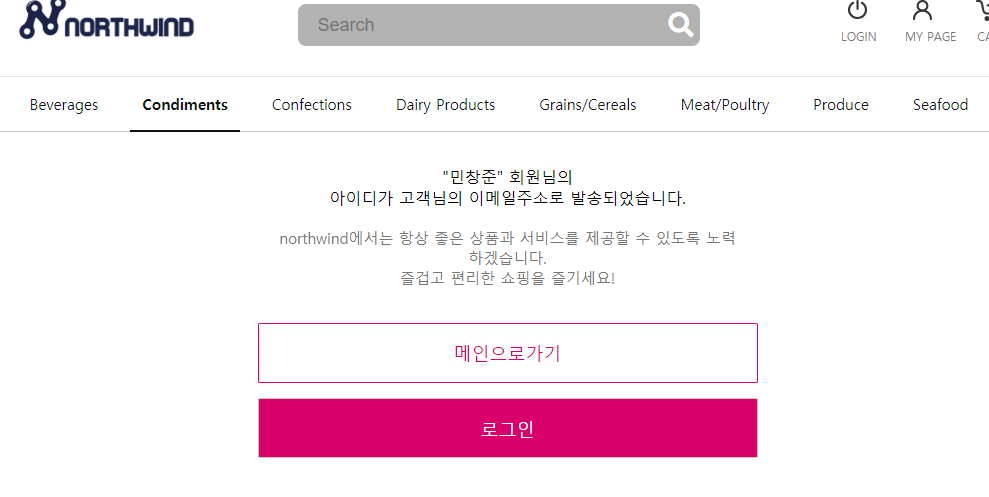 NORTHWIND
Search
LOGIN
MY PAGE
CA
Beverages
Condiments
Confections
Dairy Products
Grains/Cereals
Meat/Poultry
Produce
Seafood
"민창준" 회원님의
아이디가 고객님의 이메일주소로 발송되었습니다.
northwind에서는 항상 좋은 상품과 서비스를 제공할 수 있도록 노력
하겠습니다.
즐겁고 편리한 쇼핑을 즐기세요!
메인으로가기
로그인